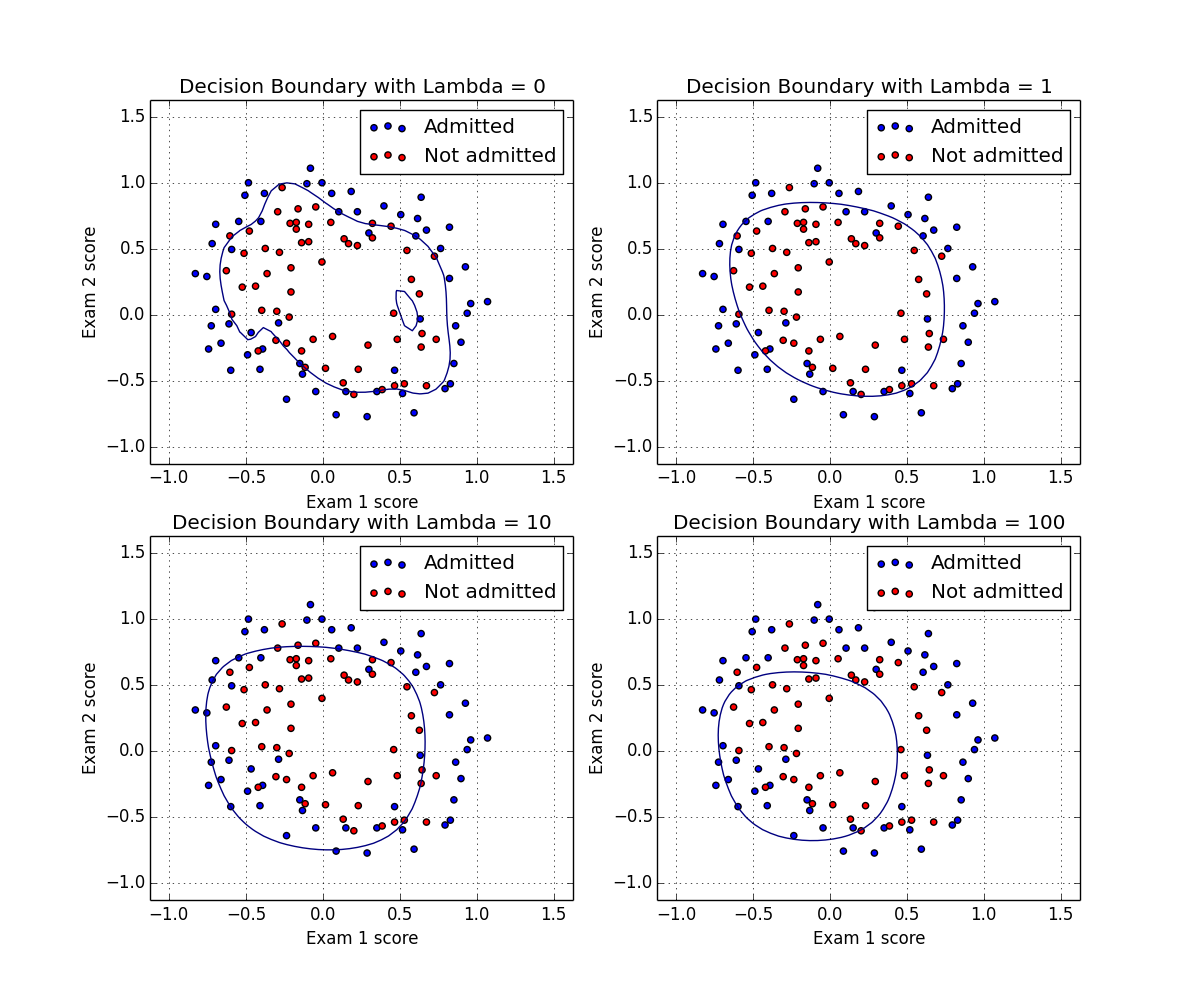 Decision Boundary with Lambda = 0
Admitted
Not admitted
1.5
1.0
0.5
0.0
−0.5
−1.0
Exam 2 score
−1.0 −0.5 0.0 0.5 1.0 1.5
Exam 1 score
Decision Boundary with Lambda = 1
Admitted
Not admitted
1.5
1.0
0.5
0.0
−0.5
−1.0
Exam 2 score
−1.0 −0.5 0.0 0.5 1.0 1.5
Exam 1 score
Decision Boundary with Lambda = 10
Admitted
Not admitted
1.5
1.0
0.5
0.0
−0.5
−1.0
Exam 2 score
−1.0 −0.5 0.0 0.5 1.0 1.5
Exam 1 score
Decision Boundary with Lambda = 100
Admitted
Not admitted
1.5
1.0
0.5
0.0
−0.5
−1.0
Exam 2 score
−1.0 −0.5 0.0 0.5 1.0 1.5
Exam 1 score